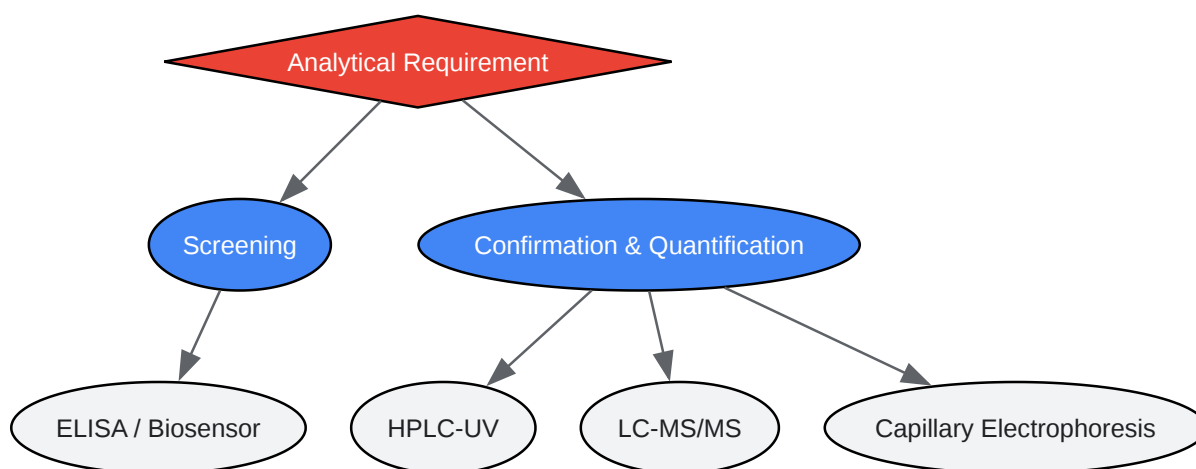 Analytical Requirement
Screening
Confirmation & Quantification
ELISA / Biosensor
HPLC-UV
LC-MS/MS
Capillary Electrophoresis